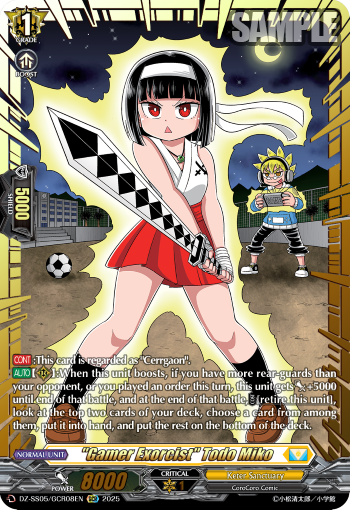 SAMPLE
1
GRADE
BOOST
5000
SHIELD
CONT:This card is regarded as "Cerrgaon".
AUTO【】:When this unit boosts, if you have more rear-guards than
your opponent, or you played an order this turn, this unit gets +5000
until end of that battle, and at the end of that battle, [retire this unit],
look at the top two cards of your deck, choose a card from among
them, put it into hand, and put the rest on the bottom of the deck.
NORMAL UNIT
"Gamer Exorcist" Todo Miko
POWER 8000 CRITICAL 1
Keter Sanctuary
CoroCoro Comic
D-DZ-SS05/GCR08EN 2025 ©小松清太郎/小学館